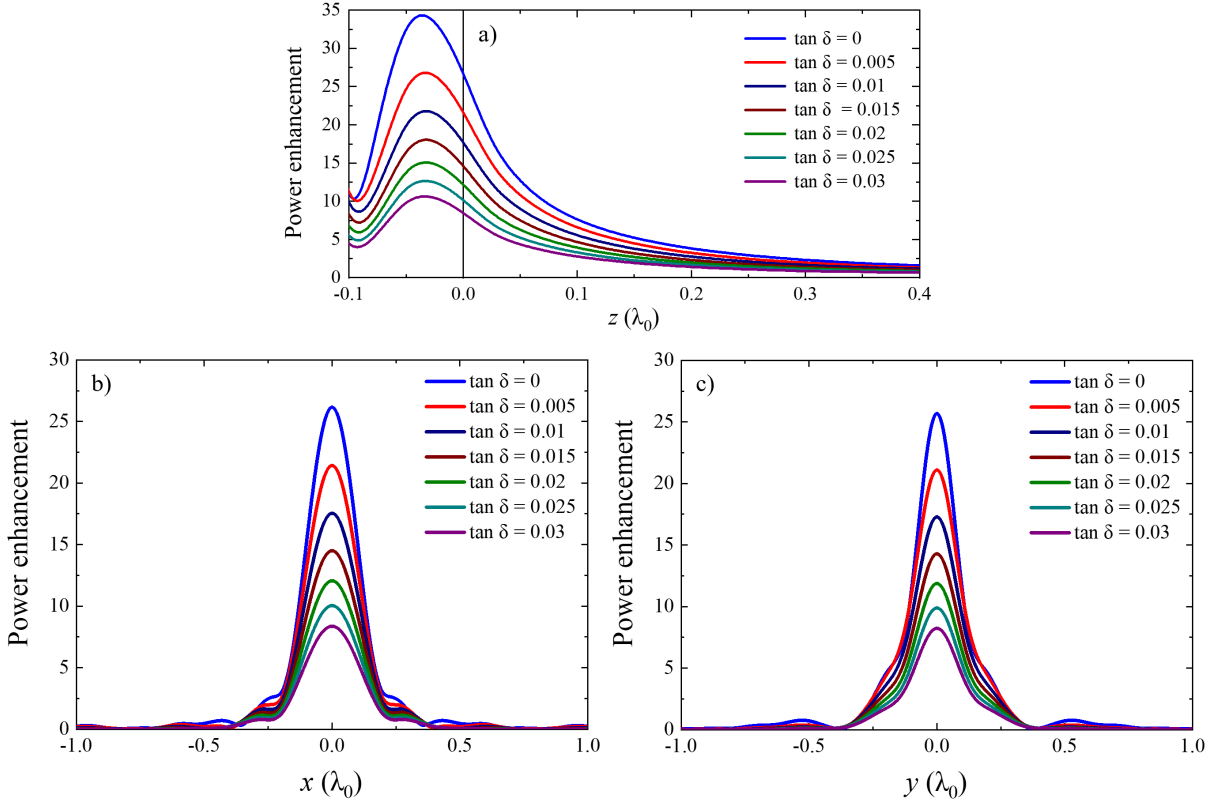 35
30
25
20
15
10
5
0
Power enhancement
a)
tan δ = 0
tan δ = 0.005
tan δ = 0.01
tan δ = 0.015
tan δ = 0.02
tan δ = 0.025
tan δ = 0.03
-0.1 0.0 0.1 0.2 0.3 0.4
z (λ0)
30
25
20
15
10
5
0
Power enhancement
b)
tan δ = 0
tan δ = 0.005
tan δ = 0.01
tan δ = 0.015
tan δ = 0.02
tan δ = 0.025
tan δ = 0.03
-1.0 -0.5 0.0 0.5 1.0
x (λ0)
30
25
20
15
10
5
0
Power enhancement
c)
tan δ = 0
tan δ = 0.005
tan δ = 0.01
tan δ = 0.015
tan δ = 0.02
tan δ = 0.025
tan δ = 0.03
-1.0 -0.5 0.0 0.5 1.0
y (λ0)